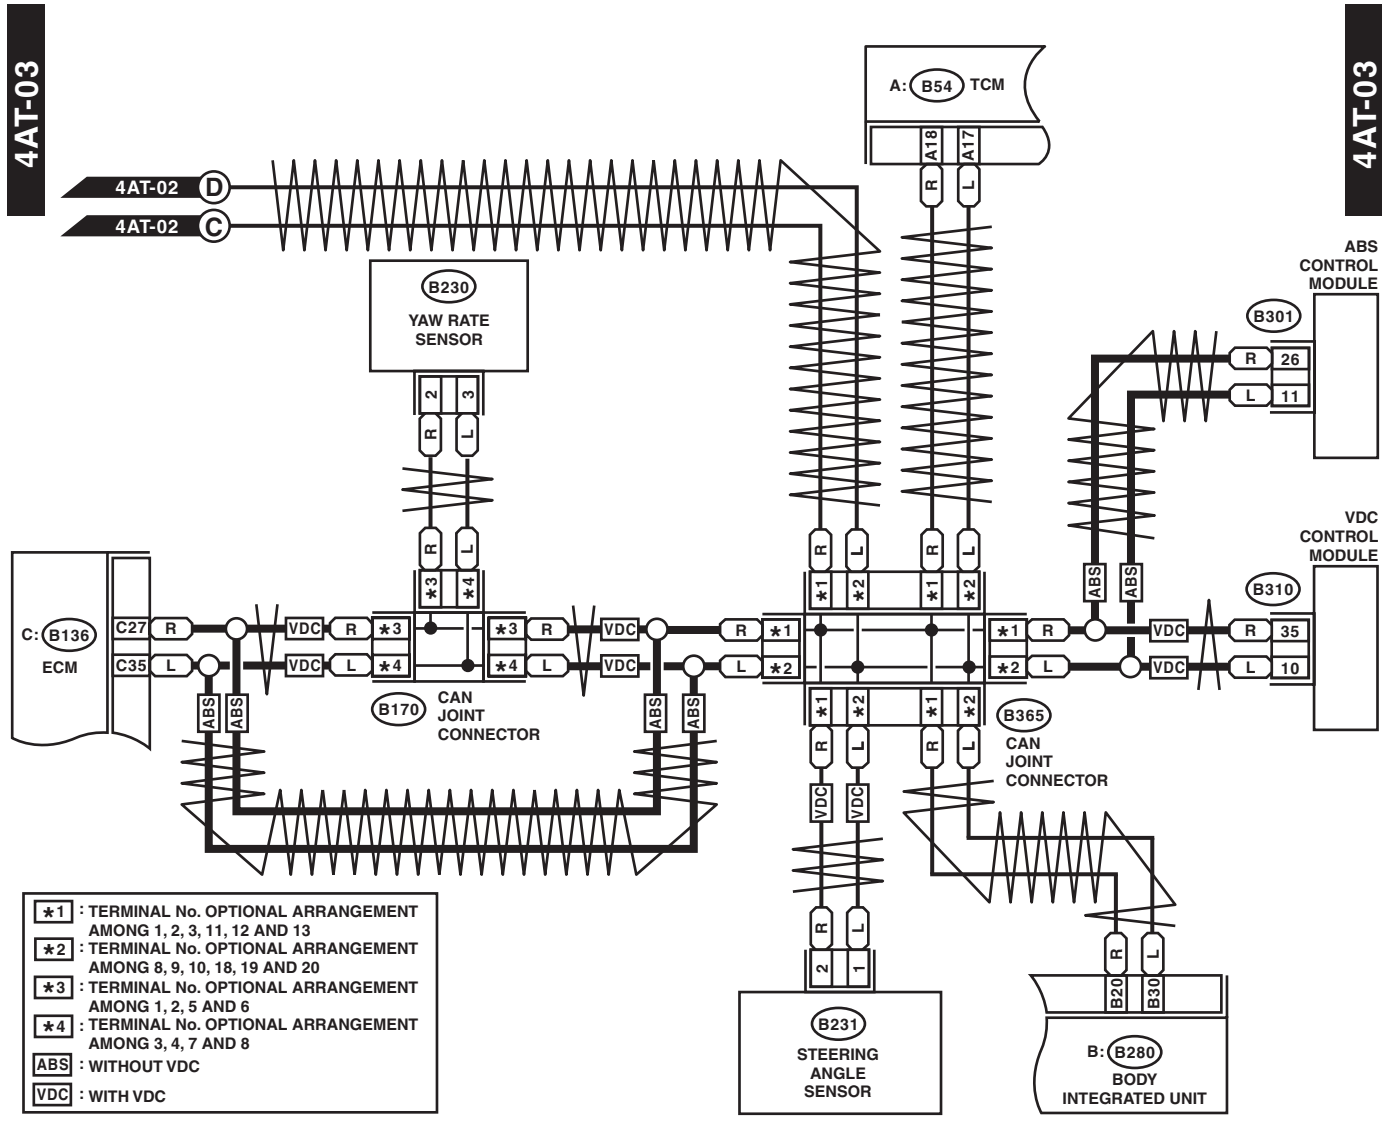 4AT-03
4AT-03
A: B54 TCM
A18
A17
R
L
4AT-02 D
4AT-02 C
ABS
CONTROL
MODULE
B301
R 26
L 11
B230
YAW RATE
SENSOR
2
3
R
L
R
L
*3
*4
R
L
R
L
*1
*2
*1
*2
ABS
ABS
VDC
CONTROL
MODULE
B310
C: B136
ECM
C27 R VDC R *3
*3 R VDC R *1
*1 R VDC R 35
C35 L VDC L *4
*4 L VDC L *2
*2 L VDC L 10
ABS
ABS
ABS
ABS
B170
CAN
JOINT
CONNECTOR
*1
*2
*1
*2
B365
CAN
JOINT
CONNECTOR
R
L
R
L
VDC
VDC
R
L
2
1
B231
STEERING
ANGLE
SENSOR
R
L
B20
B30
B: B280
BODY
INTEGRATED UNIT
*1 : TERMINAL No. OPTIONAL ARRANGEMENT
AMONG 1, 2, 3, 11, 12 AND 13
*2 : TERMINAL No. OPTIONAL ARRANGEMENT
AMONG 8, 9, 10, 18, 19 AND 20
*3 : TERMINAL No. OPTIONAL ARRANGEMENT
AMONG 1, 2, 5 AND 6
*4 : TERMINAL No. OPTIONAL ARRANGEMENT
AMONG 3, 4, 7 AND 8
ABS : WITHOUT VDC
VDC : WITH VDC